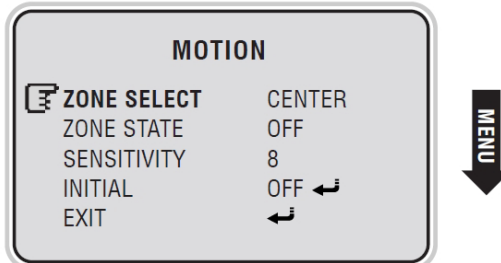 MOTION
ZONE SELECT CENTER
ZONE STATE OFF
SENSITIVITY 8
INITIAL OFF ↵
EXIT ↵
MENU